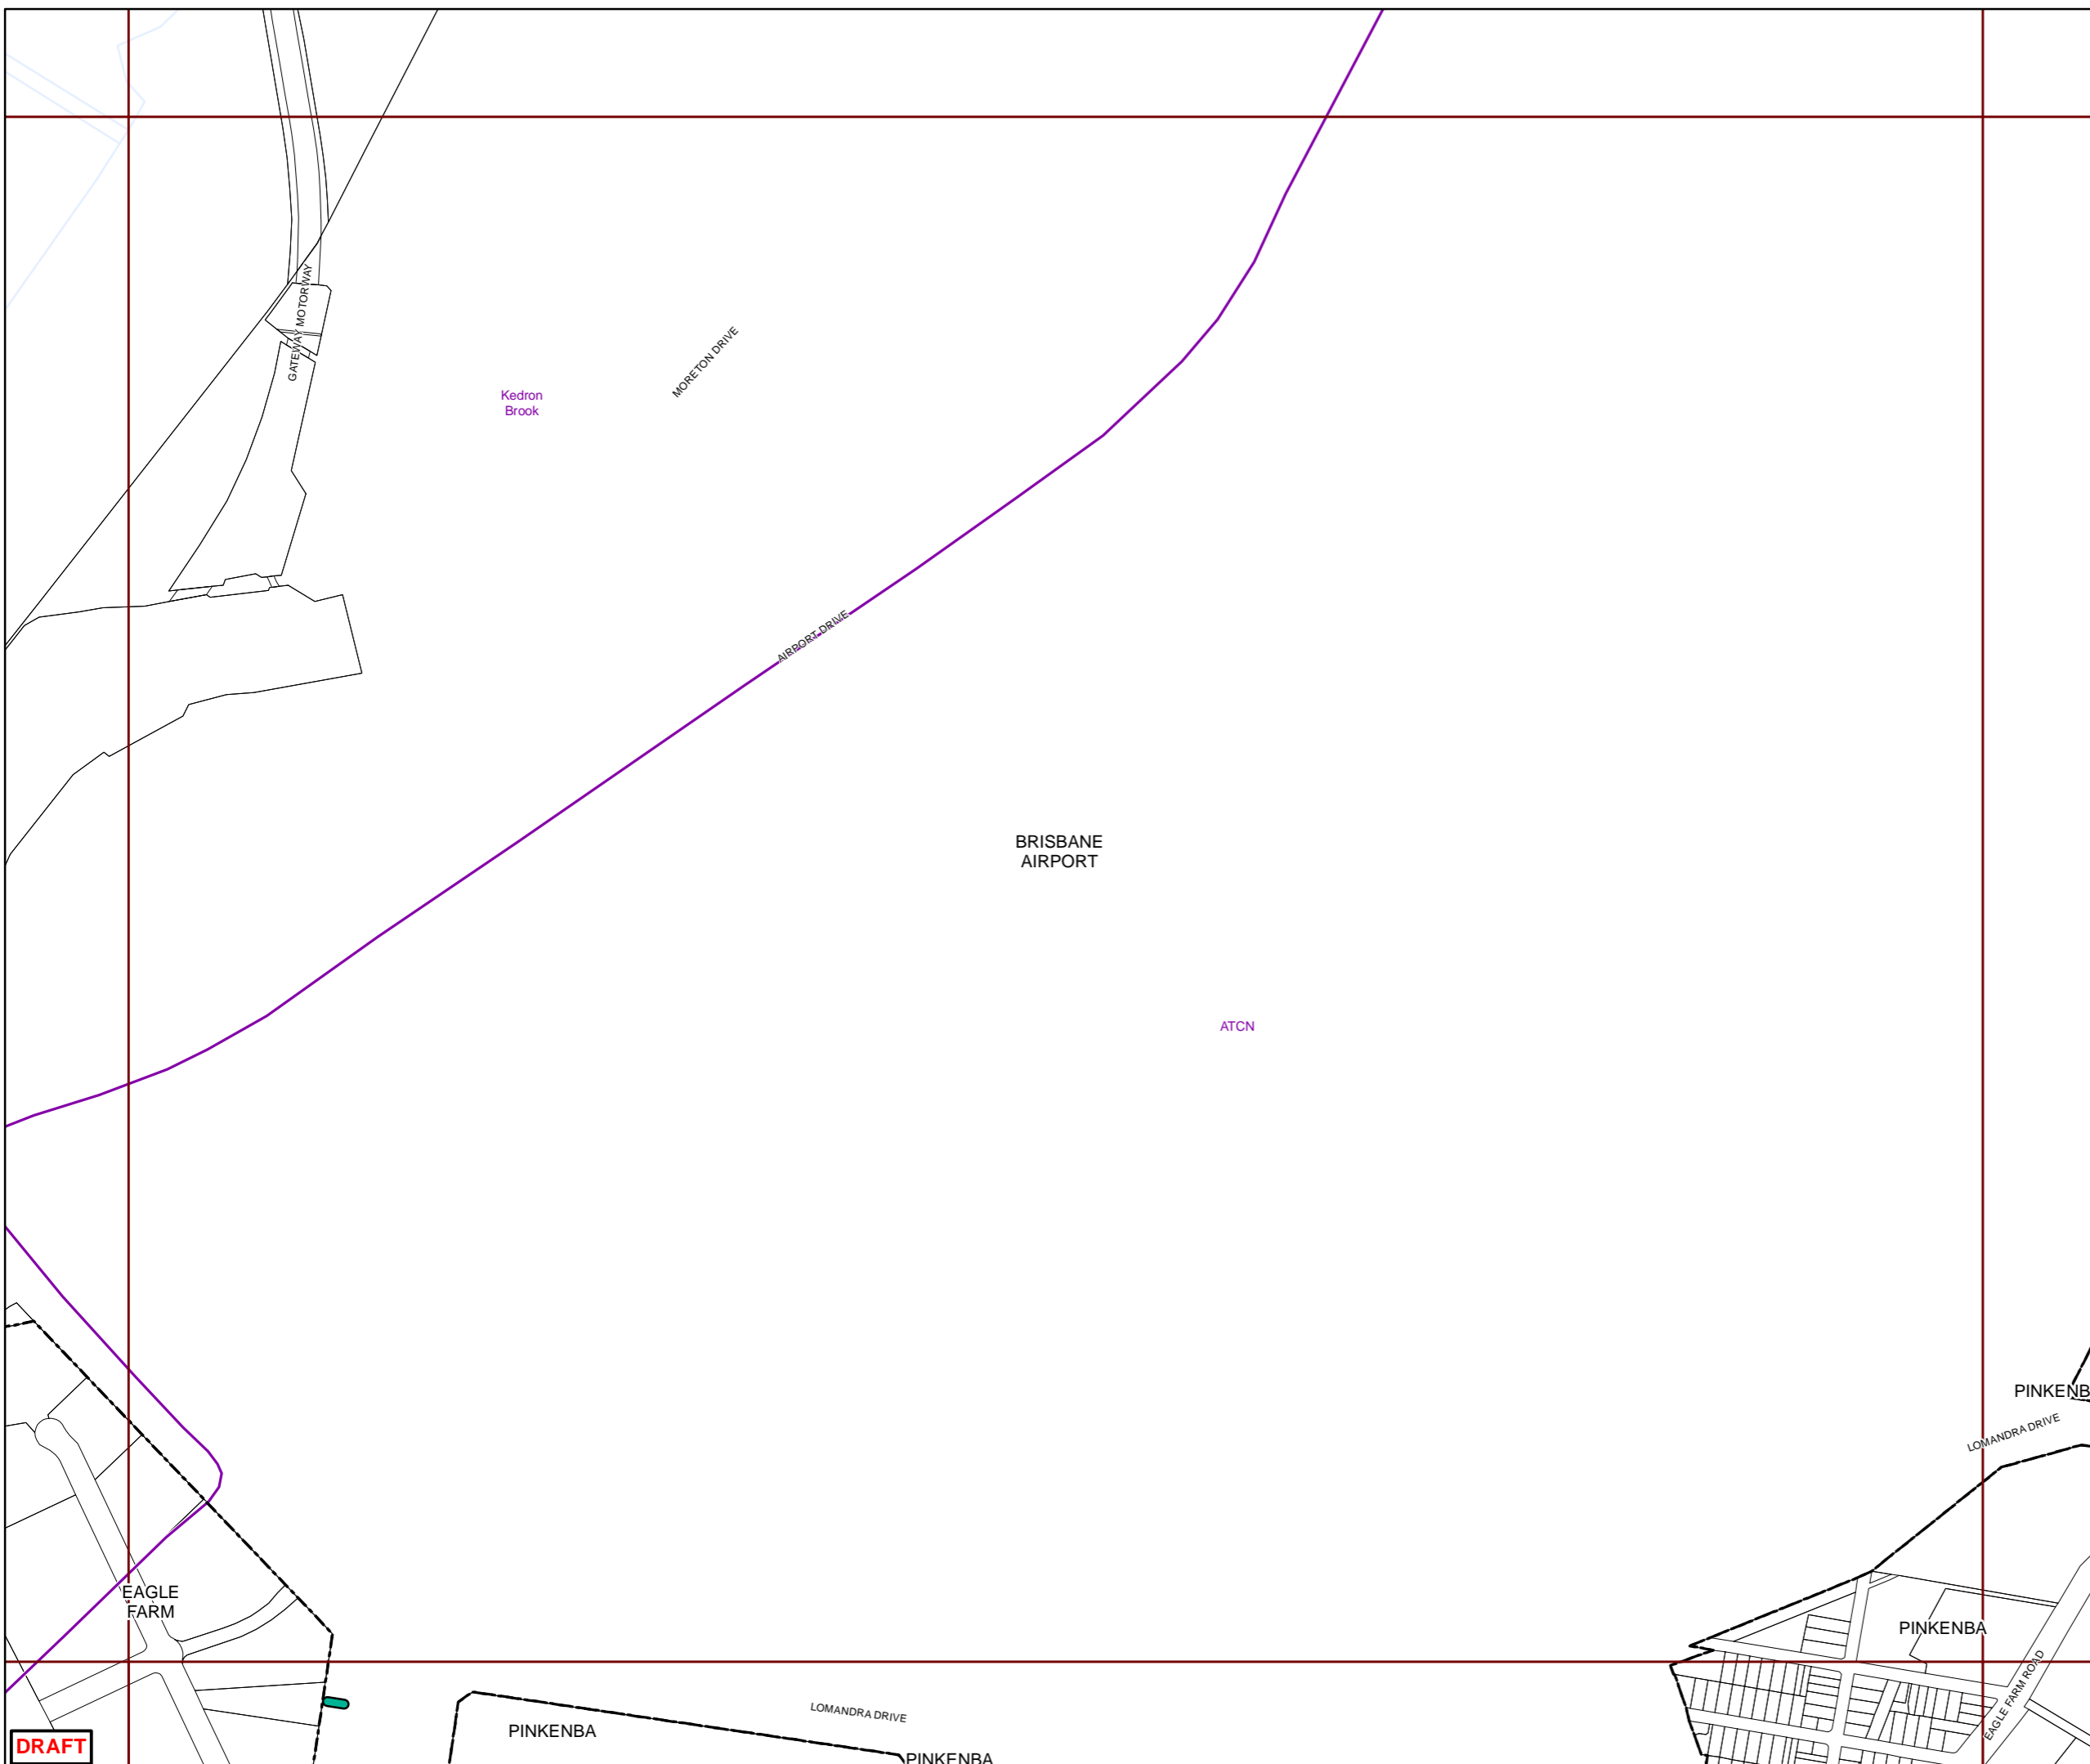 GATEWAY MOTORWAY
MORETON DRIVE
Kedron
Brook
AIRPORT DRIVE
BRISBANE
AIRPORT
ATCN
PINKENB
LOMANDRA DRIVE
EAGLE
FARM
PINKENBA
EAGLE FARM ROAD
LOMANDRA DRIVE
PINKENBA
DRAFT
PINKENBA